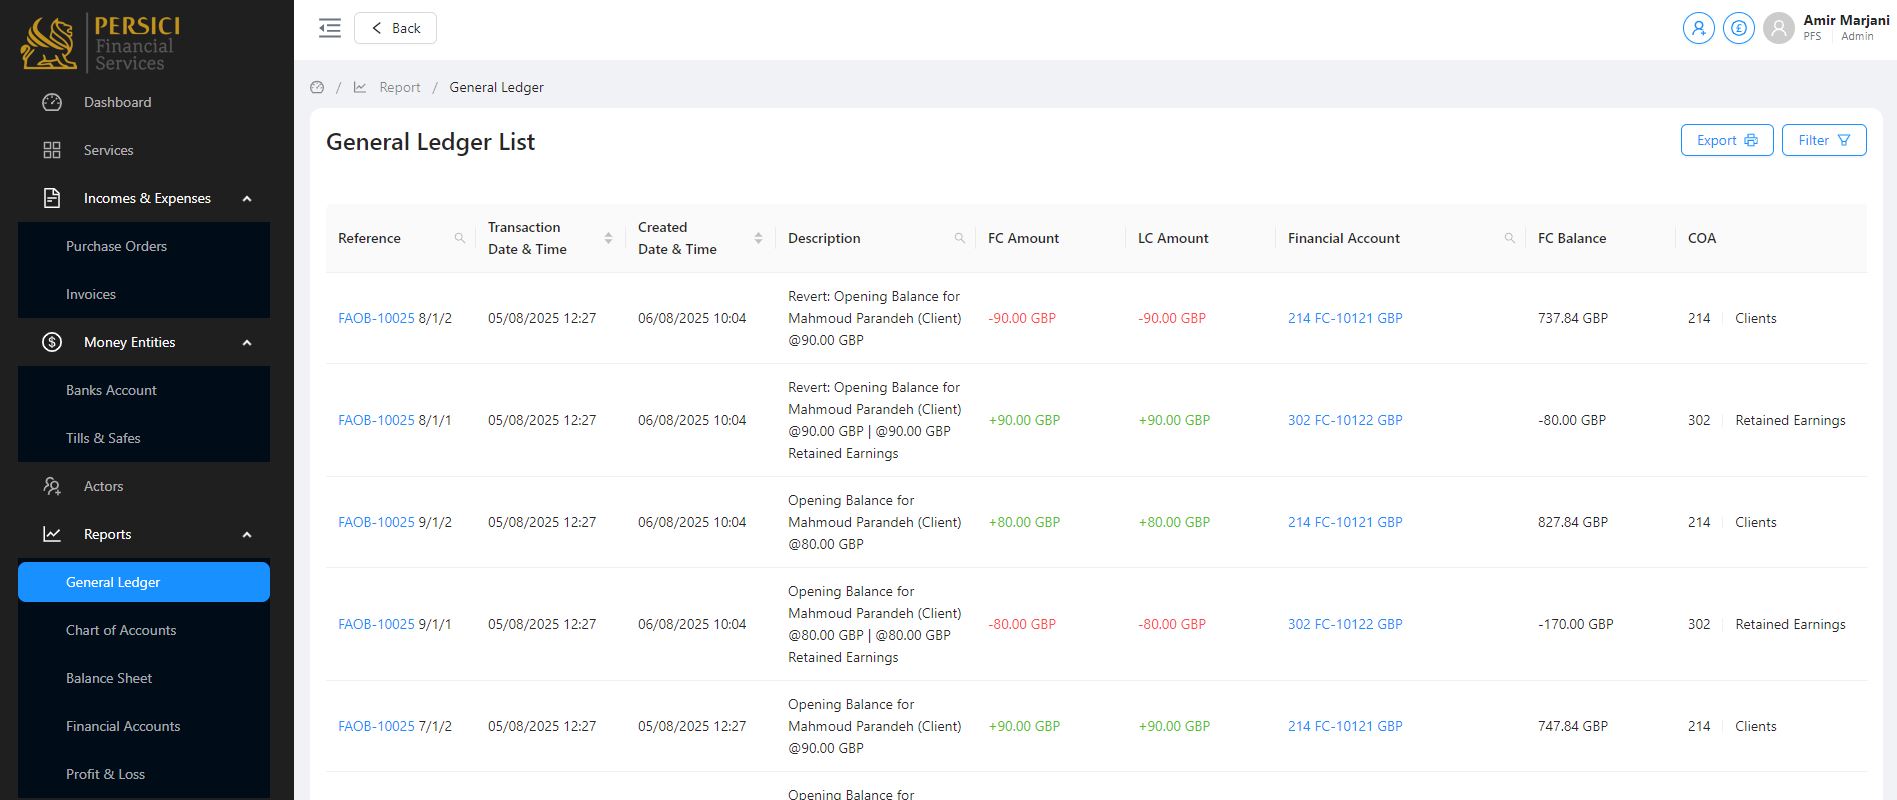 PERSICI
Financial
Services
Dashboard
Services
Incomes & Expenses
Purchase Orders
Invoices
Money Entities
Banks Account
Tills & Safes
Actors
Reports
General Ledger
Chart of Accounts
Balance Sheet
Financial Accounts
Profit & Loss
Back
Amir Marjani
PFS Admin
/ Report / General Ledger
General Ledger List
Export Filter
Reference Transaction Date & Time Created Date & Time Description FC Amount LC Amount Financial Account FC Balance COA
Revert: Opening Balance for
FAOB-10025 8/1/2 05/08/2025 12:27 06/08/2025 10:04 Mahmoud Parandeh (Client) -90.00 GBP -90.00 GBP 214 FC-10121 GBP 737.84 GBP 214 Clients
@90.00 GBP
Revert: Opening Balance for
Mahmoud Parandeh (Client)
FAOB-10025 8/1/1 05/08/2025 12:27 06/08/2025 10:04 @90.00 GBP | @90.00 GBP +90.00 GBP +90.00 GBP 302 FC-10122 GBP -80.00 GBP 302 Retained Earnings
Retained Earnings
Opening Balance for
FAOB-10025 9/1/2 05/08/2025 12:27 06/08/2025 10:04 Mahmoud Parandeh (Client) +80.00 GBP +80.00 GBP 214 FC-10121 GBP 827.84 GBP 214 Clients
@80.00 GBP
Opening Balance for
Mahmoud Parandeh (Client)
FAOB-10025 9/1/1 05/08/2025 12:27 06/08/2025 10:04 @80.00 GBP | @80.00 GBP -80.00 GBP -80.00 GBP 302 FC-10122 GBP -170.00 GBP 302 Retained Earnings
Retained Earnings
Opening Balance for
FAOB-10025 7/1/2 05/08/2025 12:27 05/08/2025 12:27 Mahmoud Parandeh (Client) +90.00 GBP +90.00 GBP 214 FC-10121 GBP 747.84 GBP 214 Clients
@90.00 GBP
Opening Balance for